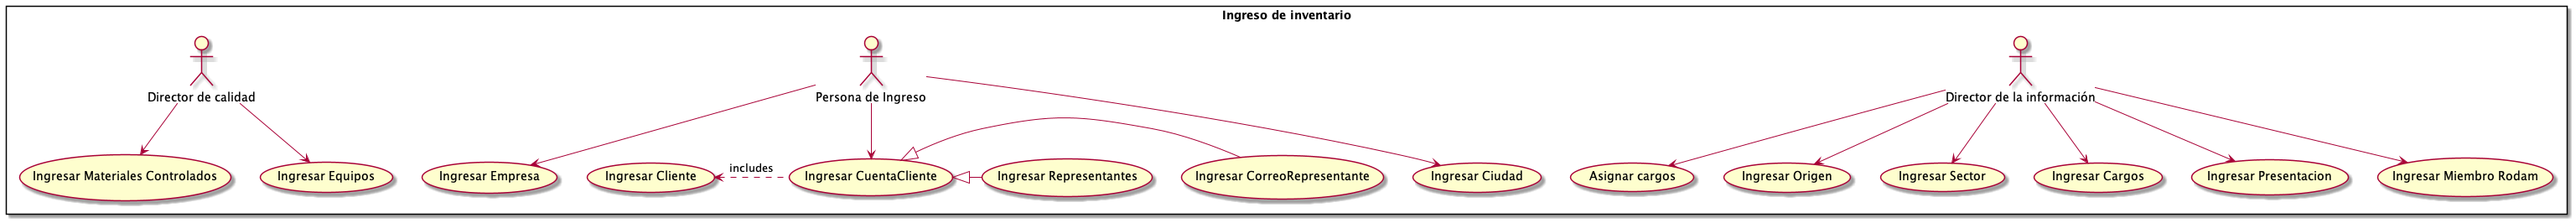 Ingreso de inventario
Director de calidad
Persona de Ingreso
Director de la información
includes
Ingresar Materiales Controlados
Ingresar Equipos
Ingresar Empresa
Ingresar Cliente
Ingresar CuentaCliente
Ingresar Representantes
Ingresar CorreoRepresentante
Ingresar Ciudad
Asignar cargos
Ingresar Origen
Ingresar Sector
Ingresar Cargos
Ingresar Presentacion
Ingresar Miembro Rodam